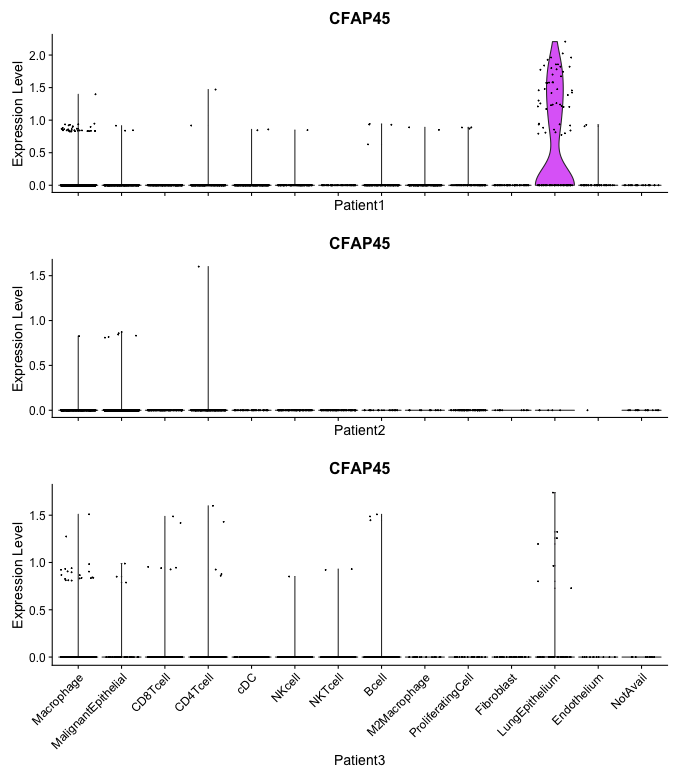 CFAP45
Expression Level
2.0
1.5
1.0
0.5
0.0
Patient1
CFAP45
Expression Level
1.5
1.0
0.5
0.0
Patient2
CFAP45
Expression Level
1.5
1.0
0.5
0.0
Macrophage
MalignantEpithelial
CD8Tcell
CD4Tcell
cDC
NKcell
NKTcell
Bcell
M2Macrophage
ProliferatingCell
Fibroblast
LungEpithelium
Endothelium
NotAvail
Patient3